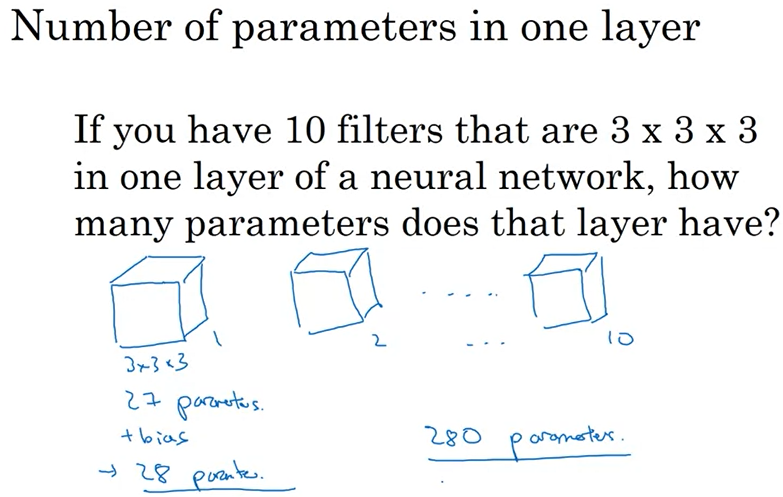 Number of parameters in one layer
If you have 10 filters that are 3 x 3 x 3
in one layer of a neural network, how
many parameters does that layer have?
1
2
10
3x3x3
27 parameters.
+bias
280 parameters.
→ 28